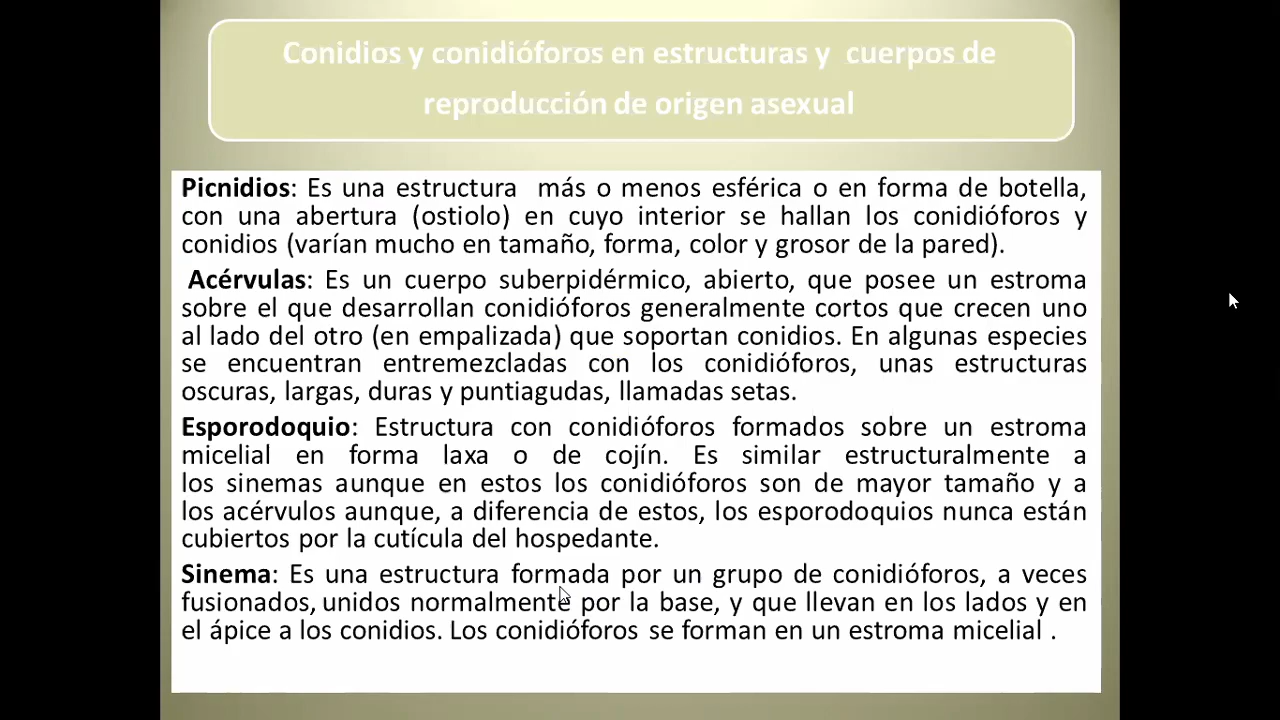 Conidios y conidióforos en estructuras y cuerpos de
reproducción de origen asexual
Picnidios: Es una estructura más o menos esférica o en forma de botella,
con una abertura (ostiolo) en cuyo interior se hallan los conidióforos y
conidios (varían mucho en tamaño, forma, color y grosor de la pared).
Acérvulas: Es un cuerpo suberpidérmico, abierto, que posee un estroma
sobre el que desarrollan conidióforos generalmente cortos que crecen uno
al lado del otro (en empalizada) que soportan conidios. En algunas especies
se encuentran entremezcladas con los conidióforos, unas estructuras
oscuras, largas, duras y puntiagudas, llamadas setas.
Esporodoquio: Estructura con conidióforos formados sobre un estroma
micelial en forma laxa o de cojín. Es similar estructuralmente a
los sinemas aunque en estos los conidióforos son de mayor tamaño y a
los acérvulos aunque, a diferencia de estos, los esporodoquios nunca están
cubiertos por la cutícula del hospedante.
Sinema: Es una estructura formada por un grupo de conidióforos, a veces
fusionados, unidos normalmente por la base, y que llevan en los lados y en
el ápice a los conidios. Los conidióforos se forman en un estroma micelial .